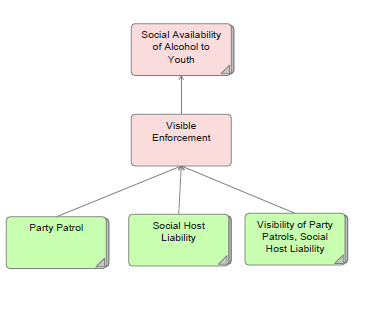 Social Availability
of Alcohol to
Youth
Visible
Enforcement
Party Patrol
Social Host
Liability
Visibility of Party
Patrols, Social
Host Liability